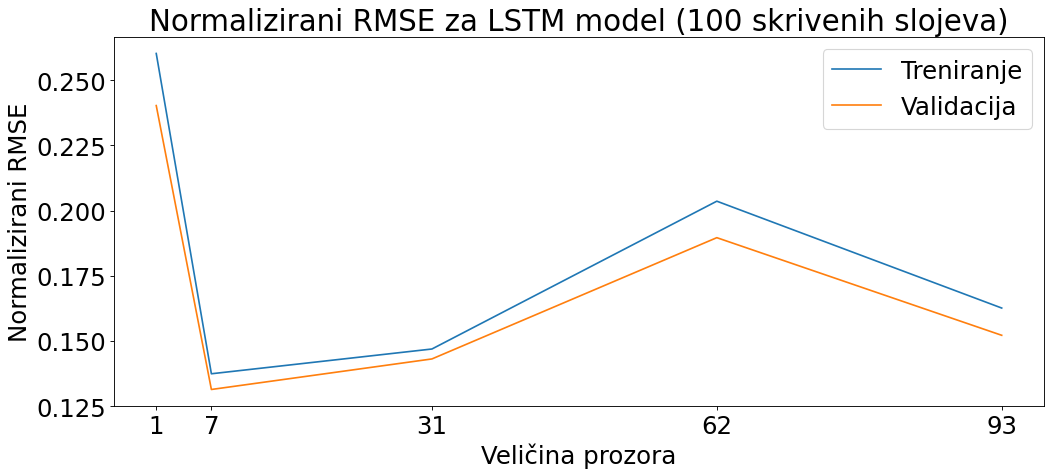 Normalizirani RMSE za LSTM model (100 skrivenih slojeva)
Treniranje
Validacija
Normalizirani RMSE
0.250
0.225
0.200
0.175
0.150
0.125
1 7 31 62 93
Veličina prozora